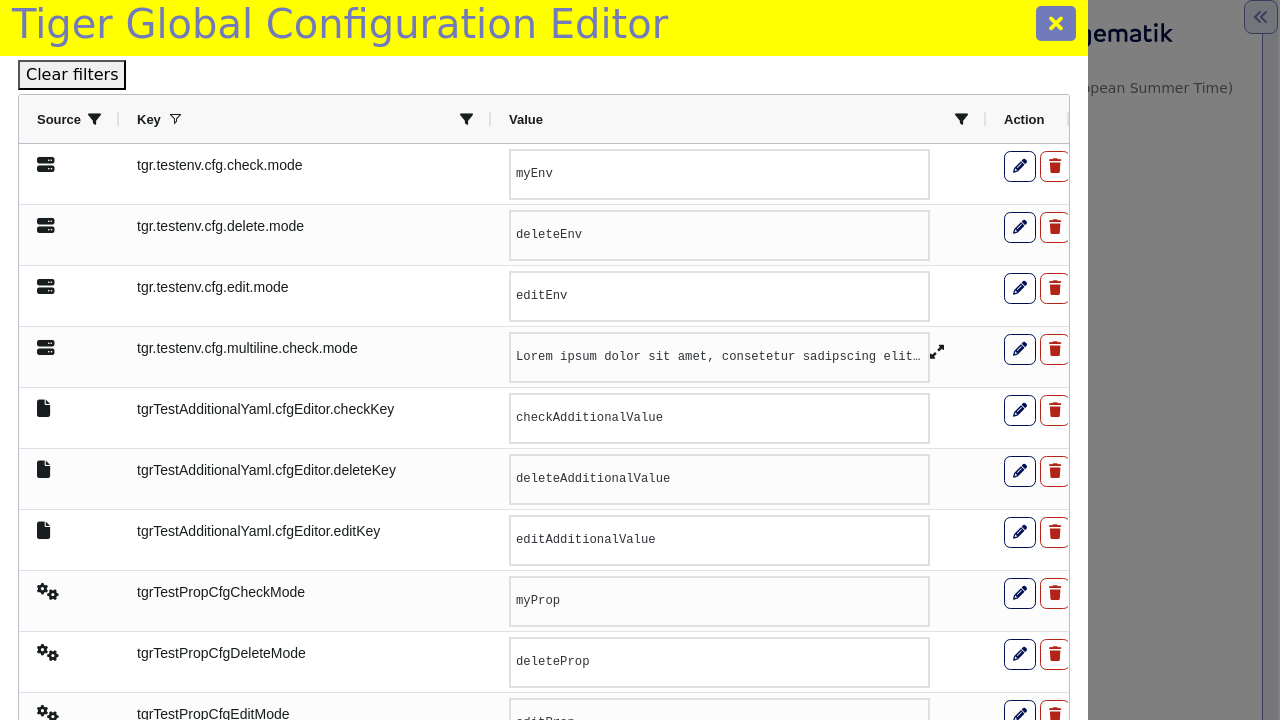 Tiger Global Configuration Editor
gematik
Clear filters
opean Summer Time)
Source Key Value Action
tgr.testenv.cfg.check.mode myEnv
tgr.testenv.cfg.delete.mode deleteEnv
tgr.testenv.cfg.edit.mode editEnv
tgr.testenv.cfg.multiline.check.mode Lorem ipsum dolor sit amet, consetetur sadipscing elit…
tgrTestAdditionalYaml.cfgEditor.checkKey checkAdditionalValue
tgrTestAdditionalYaml.cfgEditor.deleteKey deleteAdditionalValue
tgrTestAdditionalYaml.cfgEditor.editKey editAdditionalValue
tgrTestPropCfgCheckMode myProp
tgrTestPropCfgDeleteMode deleteProp
tgrTestPropCfgEditMode editProp